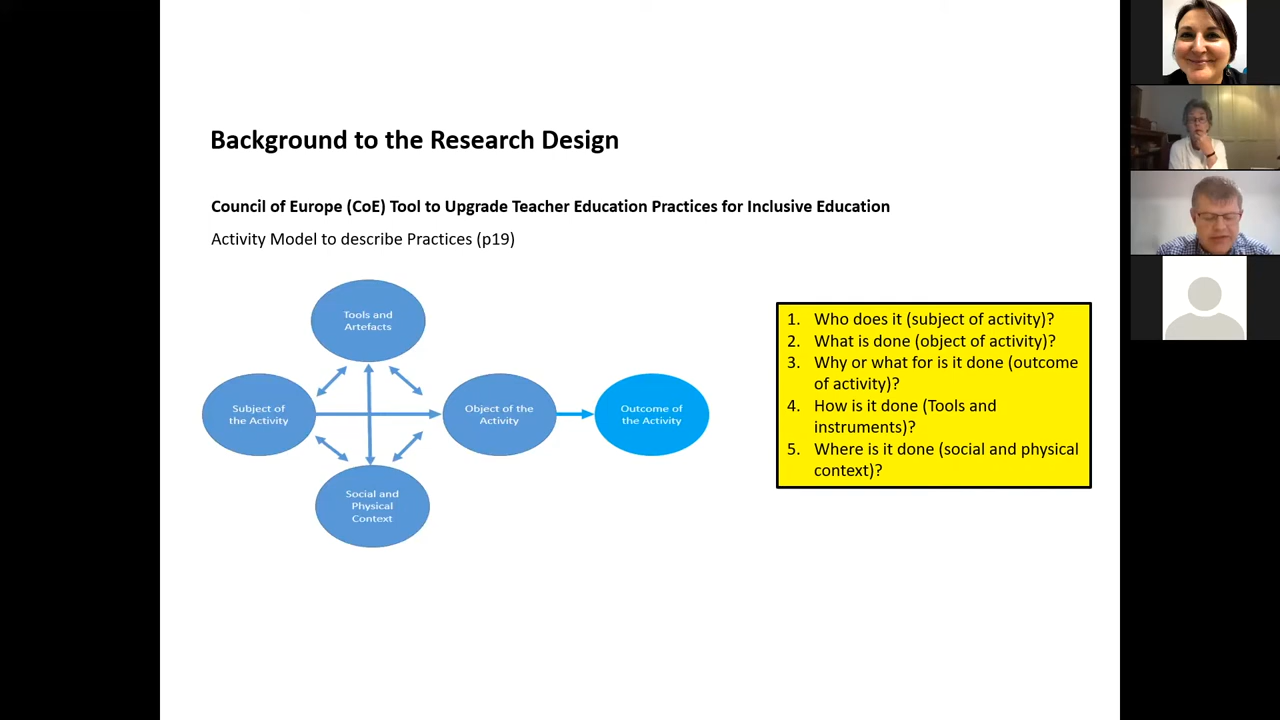 Background to the Research Design
Council of Europe (CoE) Tool to Upgrade Teacher Education Practices for Inclusive Education
Activity Model to describe Practices (p19)
Tools and
Artefacts
Subject of
the Activity
Object of the
Activity
Outcome of
the Activity
Social and
Physical
Context
1. Who does it (subject of activity)?
2. What is done (object of activity)?
3. Why or what for is it done (outcome
of activity)?
4. How is it done (Tools and
instruments)?
5. Where is it done (social and physical
context)?